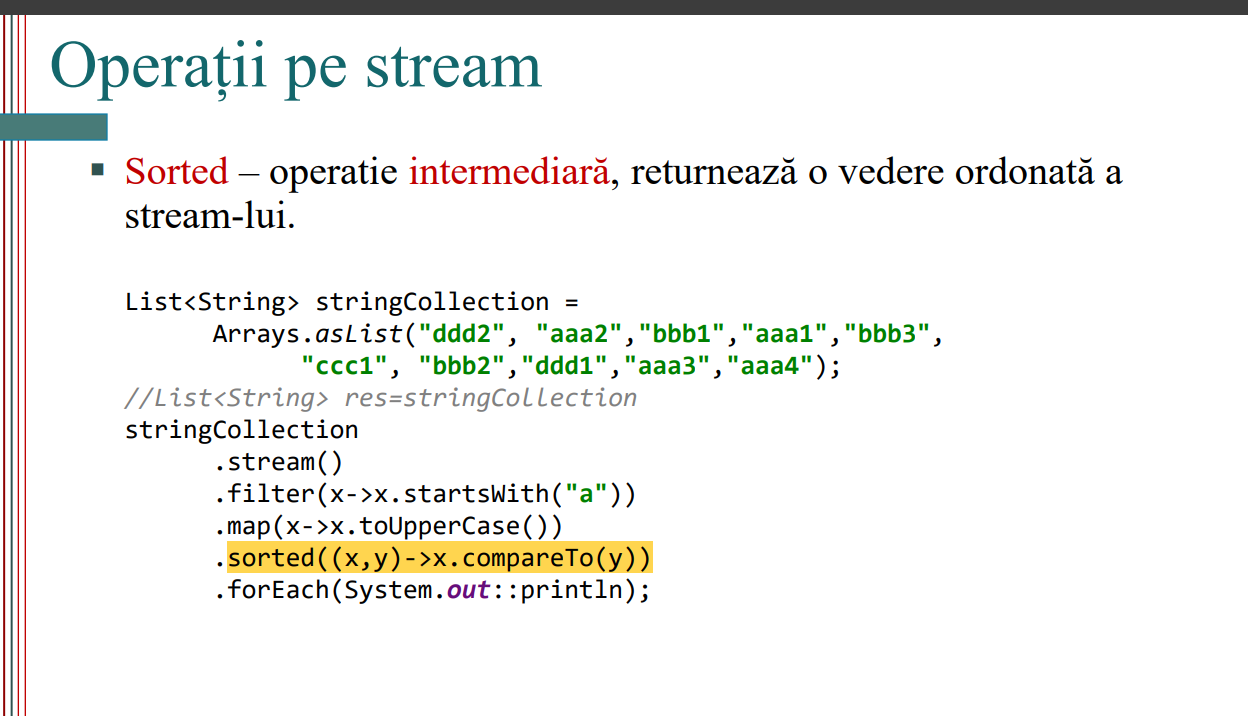 Operații pe stream
Sorted – operatie intermediară, returnează o vedere ordonată a
stream-lui.
List<String> stringCollection =
Arrays.asList("ddd2", "aaa2","bbb1","aaa1","bbb3",
"ccc1", "bbb2","ddd1","aaa3","aaa4");
//List<String> res=stringCollection
stringCollection
.stream()
.filter(x->x.startsWith("a"))
.map(x->x.toUpperCase())
.sorted((x,y)->x.compareTo(y))
.forEach(System.out::println);